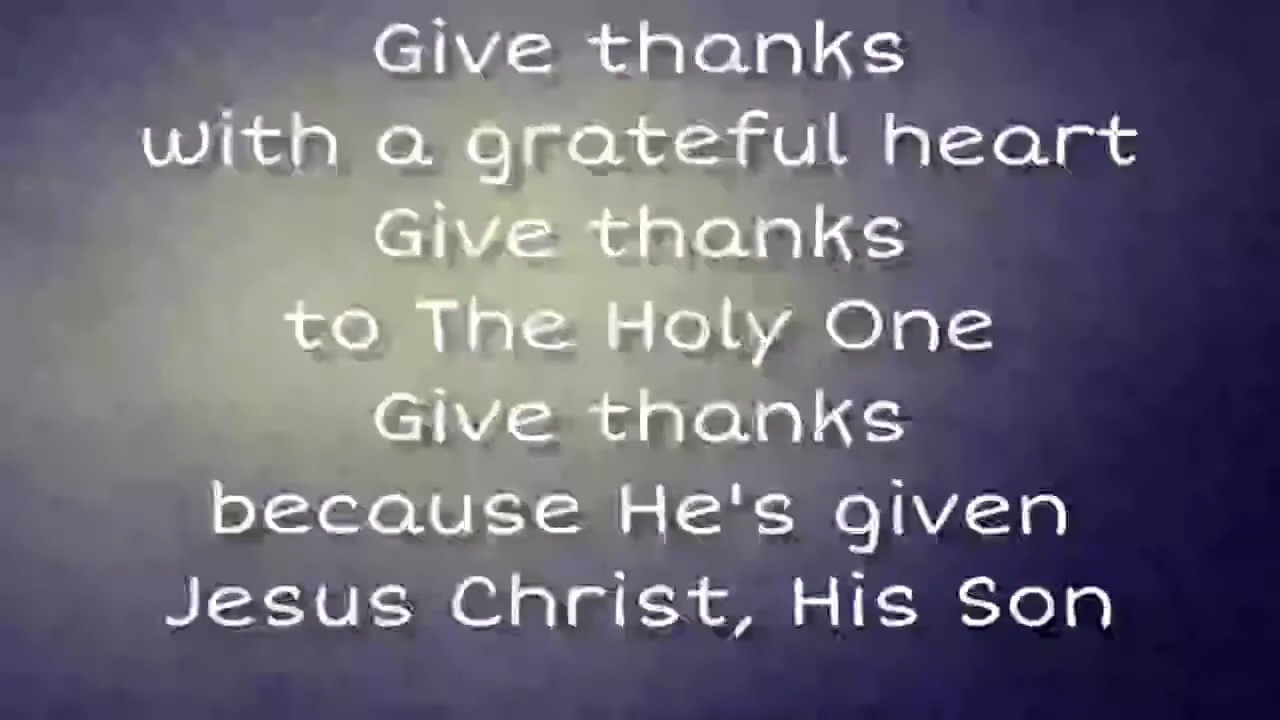 Give thanks
with a grateful heart
Give thanks
to The Holy One
Give thanks
because He's given
Jesus Christ, His Son